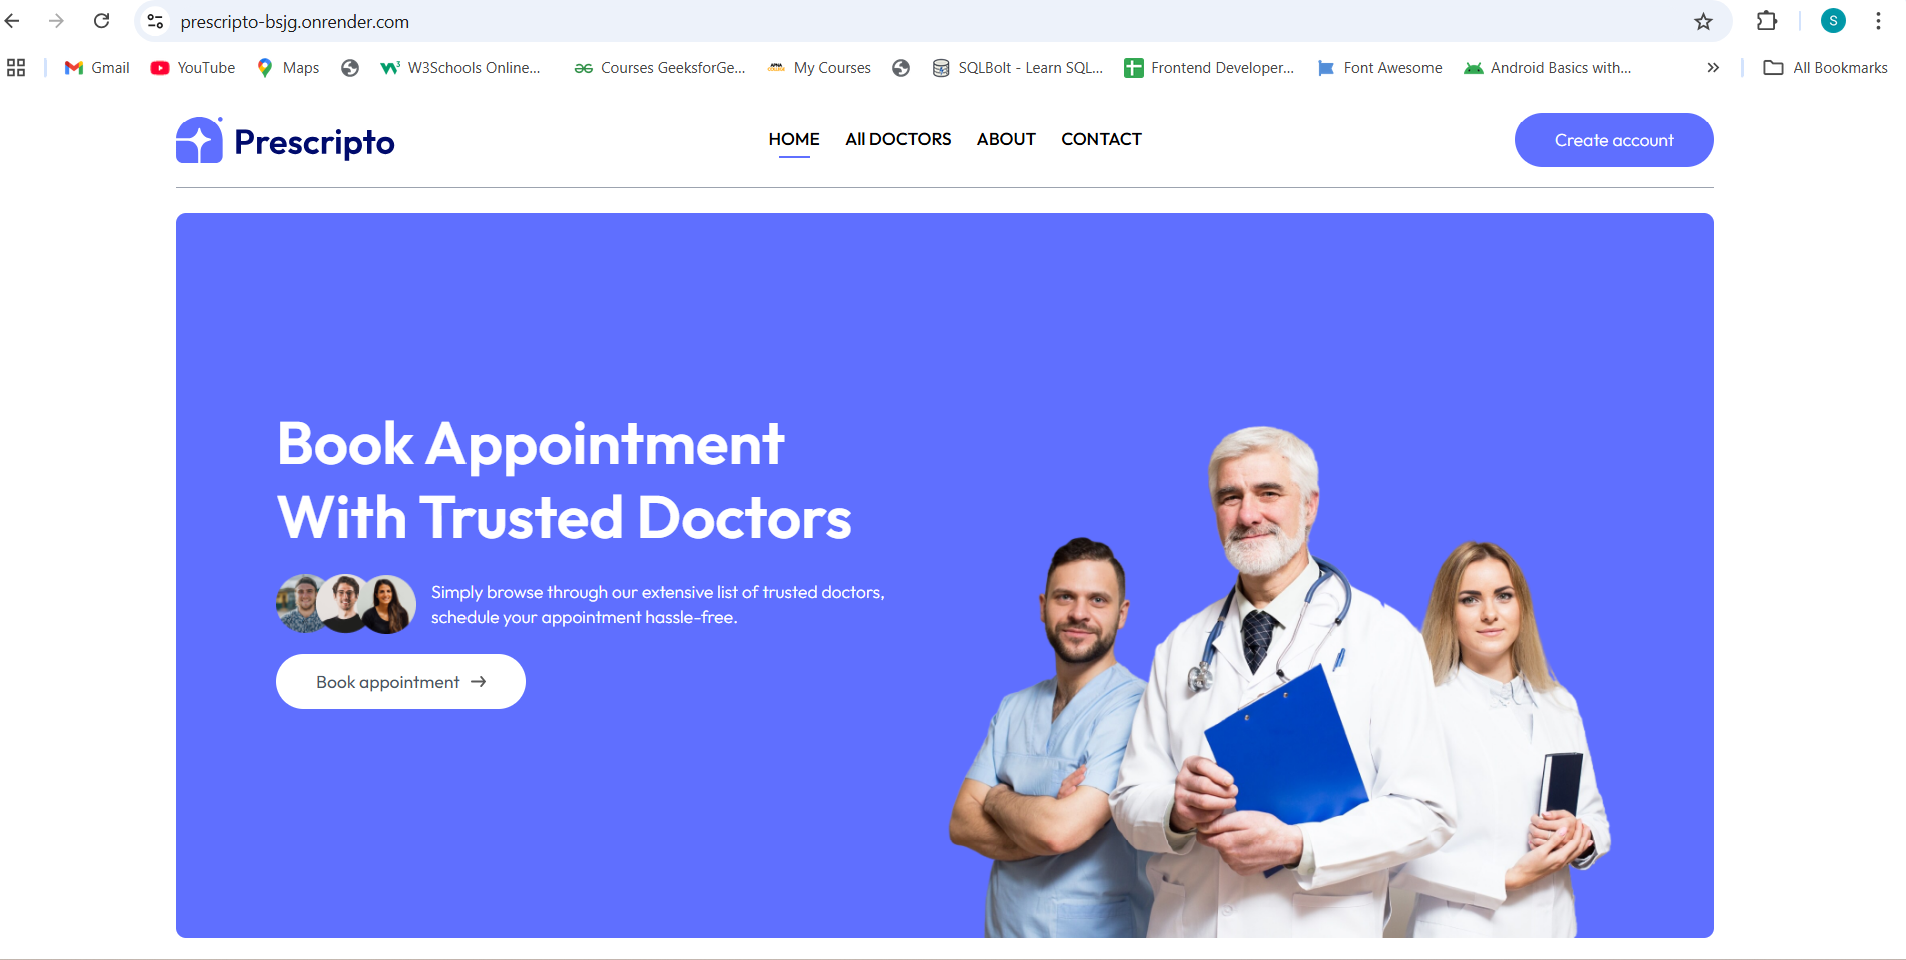 prescripto-bsjg.onrender.com
S
Gmail
YouTube
Maps
W3Schools Online...
Courses GeeksforGe...
My Courses
SQLBolt - Learn SQL...
Frontend Developer...
Font Awesome
Android Basics with...
All Bookmarks
Prescripto
HOME
All DOCTORS
ABOUT
CONTACT
Create account
Book Appointment
With Trusted Doctors
Simply browse through our extensive list of trusted doctors,
schedule your appointment hassle-free.
Book appointment